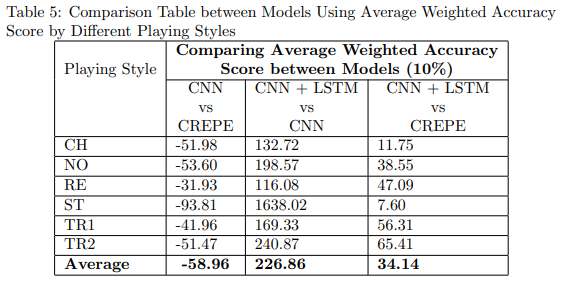 Table 5: Comparison Table between Models Using Average Weighted Accuracy
Score by Different Playing Styles
Playing Style
Comparing Average Weighted Accuracy
Score between Models (10%)
CNN vs CREPE
CNN + LSTM vs CNN
CNN + LSTM vs CREPE
CH -51.98 132.72 11.75
NO -53.60 198.57 38.55
RE -31.93 116.08 47.09
ST -93.81 1638.02 7.60
TR1 -41.96 169.33 56.31
TR2 -51.47 240.87 65.41
Average -58.96 226.86 34.14